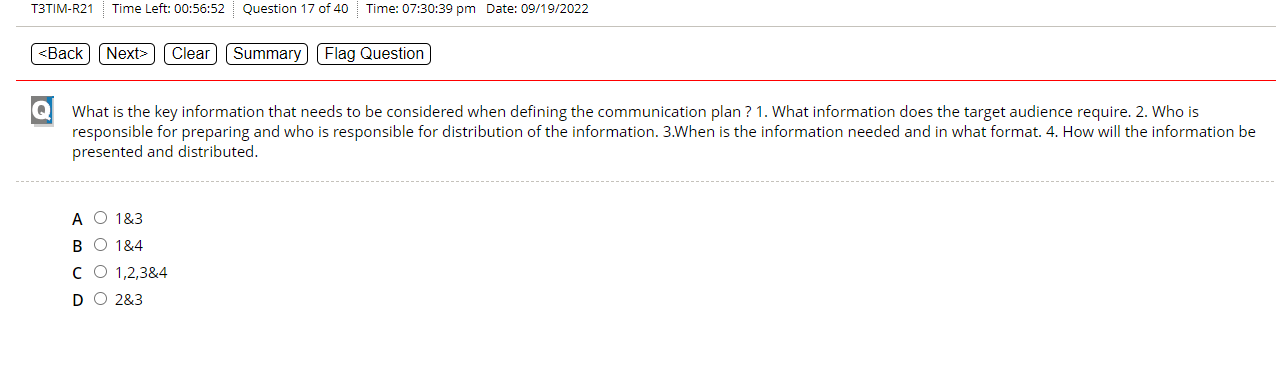 T3TIM-R21 Time Left: 00:56:52 Question 17 of 40 Time: 07:30:39 pm Date: 09/19/2022
<Back Next> Clear Summary Flag Question
Q What is the key information that needs to be considered when defining the communication plan ? 1. What information does the target audience require. 2. Who is
responsible for preparing and who is responsible for distribution of the information. 3.When is the information needed and in what format. 4. How will the information be
presented and distributed.
A 1&3
B 1&4
C 1,2,3&4
D 2&3